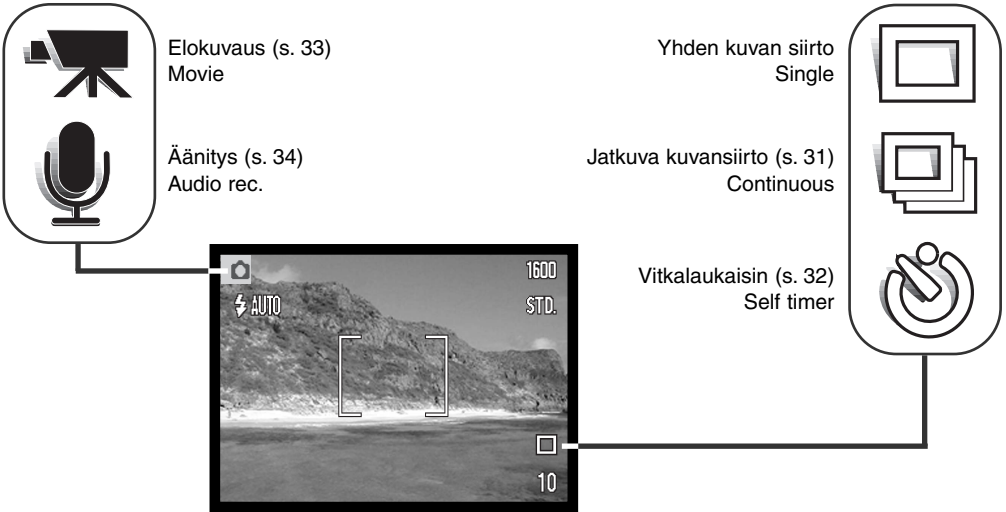 Elokuvaus (s. 33)
Movie
Äänitys (s. 34)
Audio rec.
Yhden kuvan siirto
Single
Jatkuva kuvansiirto (s. 31)
Continuous
Vitkalaukaisin (s. 32)
Self timer
1600
AUTO
STD.
10